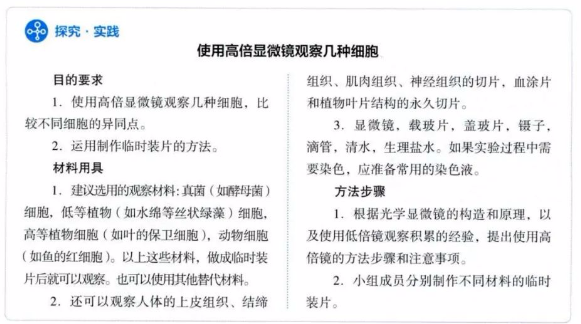 探究·实践
使用高倍显微镜观察几种细胞
目的要求
1. 使用高倍显微镜观察几种细胞，比
较不同细胞的异同点。
2. 运用制作临时装片的方法。
材料用具
1. 建议选用的观察材料：真菌（如酵母菌）
细胞，低等植物（如水绵等丝状绿藻）细胞，
高等植物细胞（如叶的保卫细胞），动物细胞
（如鱼的红细胞）。以上这些材料，做成临时装
片后就可以观察。也可以使用其他替代材料。
2. 还可以观察人体的上皮组织、结缔
组织、肌肉组织、神经组织的切片，血涂片
和植物叶片结构的永久切片。
3. 显微镜，载玻片，盖玻片，镊子，
滴管，清水，生理盐水。如果实验过程中需
要染色，应准备常用的染色液。
方法步骤
1. 根据光学显微镜的构造和原理，以
及使用低倍镜观察积累的经验，提出使用高
倍镜的方法步骤和注意事项。
2. 小组成员分别制作不同材料的临时
装片。